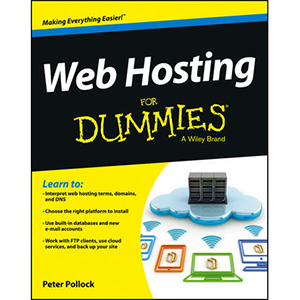 Making Everything Easier!™
Web Hosting
FOR
DUMMIES®
A Wiley Brand
Learn to:
• Interpret web hosting terms, domains,
and DNS
• Choose the right platform to install
• Use built-in databases and new
e-mail accounts
• Work with FTP clients, use cloud
services, and back up your site
Peter Pollock